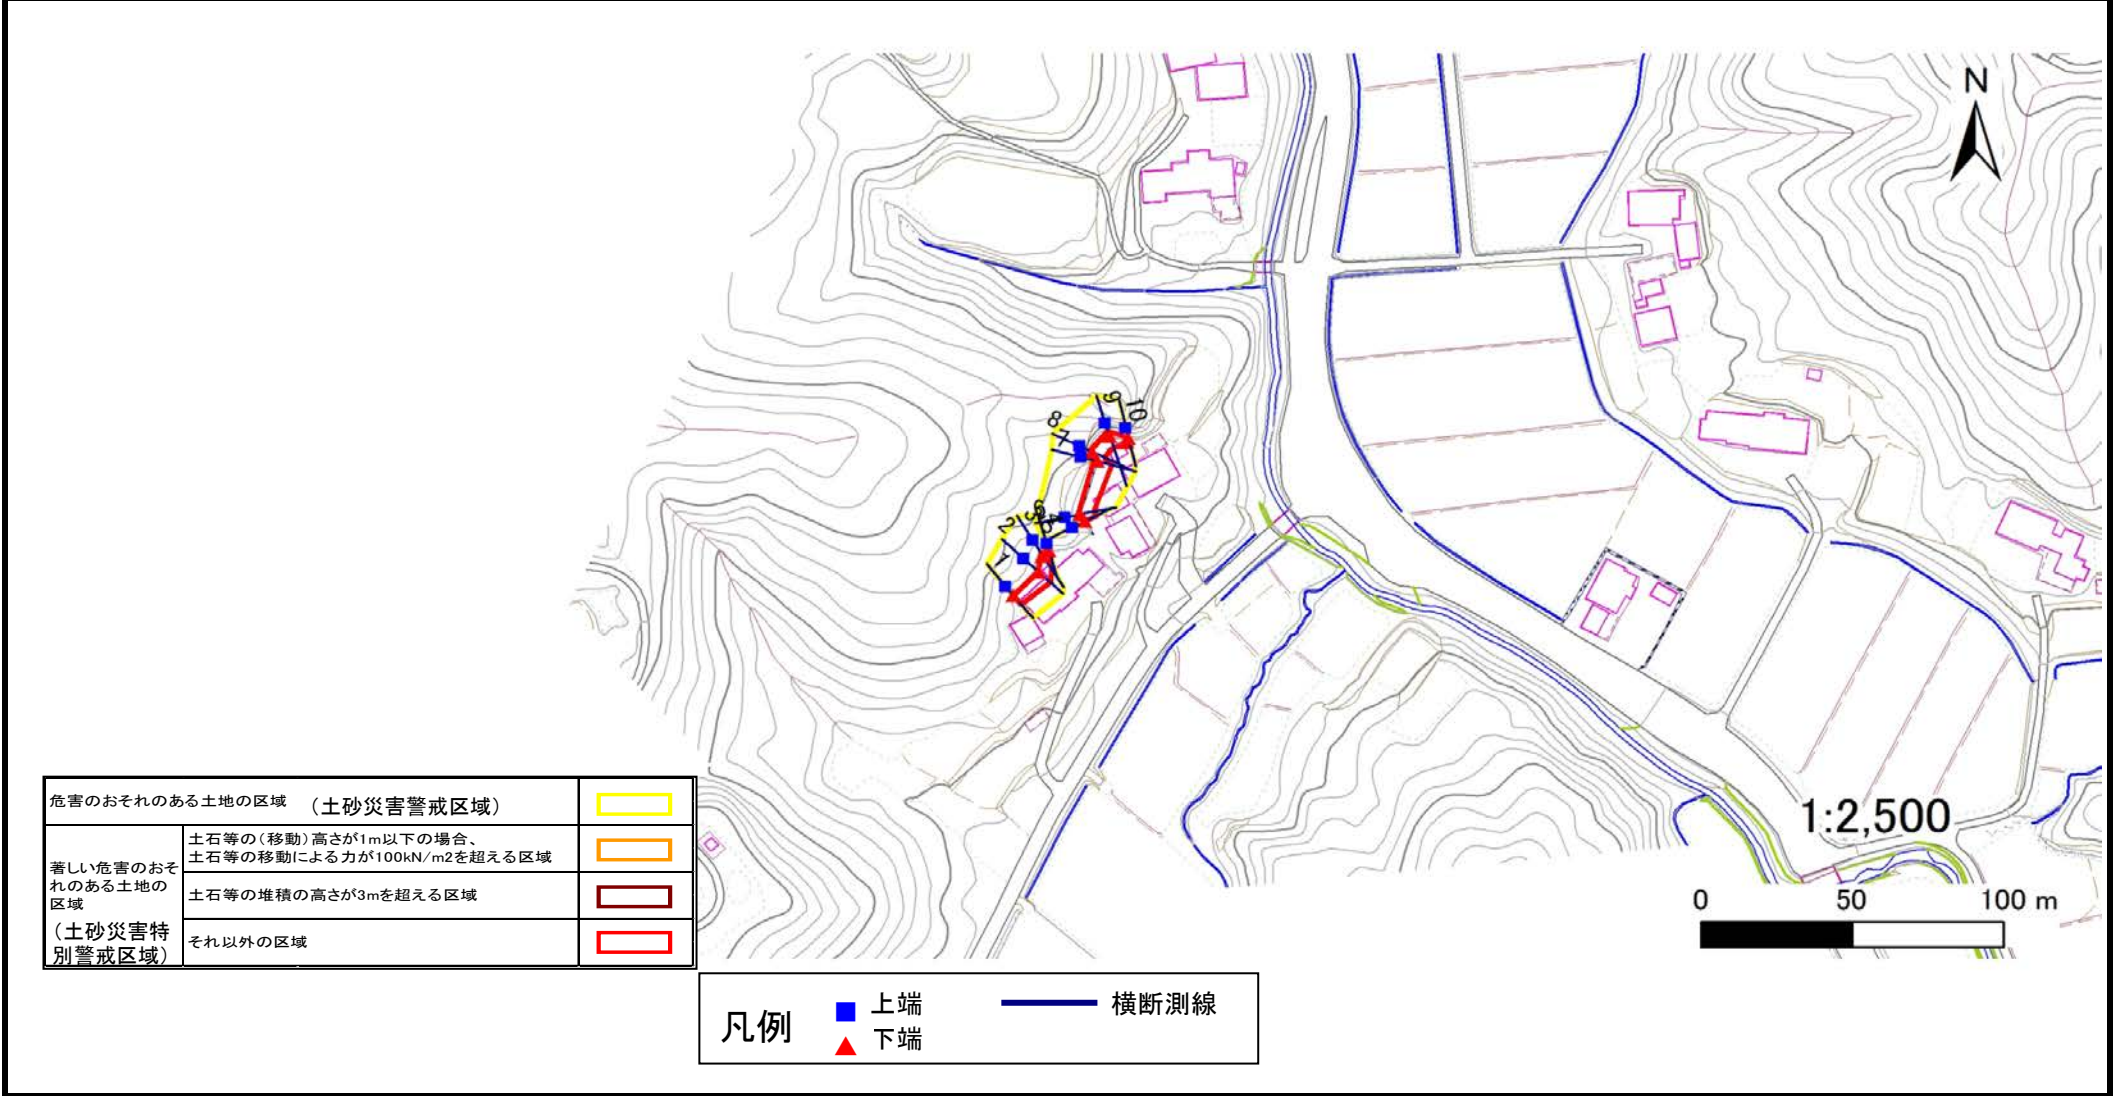 N
9
10
8
7
6
3
2
1
1:2,500
0 50 100 m
危害のおそれのある土地の区域 (土砂災害警戒区域)
著しい危害のおそれのある土地の区域
(土砂災害特別警戒区域)
土石等の(移動)高さが1m以下の場合、
土石等の移動による力が100kN/m2を超える区域
土石等の堆積の高さが3mを超える区域
それ以外の区域
凡例
上端
下端
横断測線